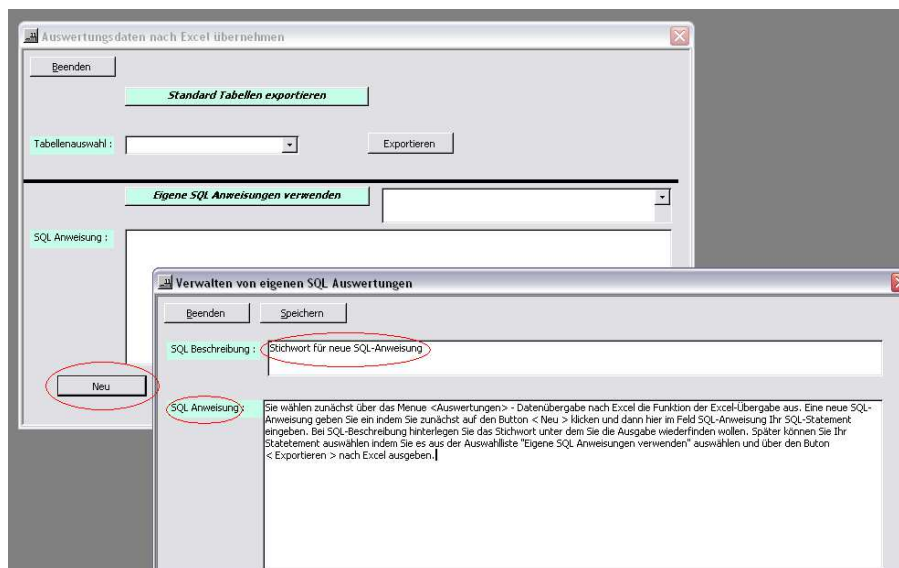 Auswertungsdaten nach Excel übernehmen
Beenden
Standard Tabellen exportieren
Tabellenauswahl :
Exportieren
Eigene SQL Anweisungen verwenden
SQL Anweisung :
Neu
Verwalten von eigenen SQL Auswertungen
Beenden
Speichern
SQL Beschreibung :
Stichwort für neue SQL-Anweisung
SQL Anweisung :
Sie wählen zunächst über das Menue <Auswertungen> - Datenübergabe nach Excel die Funktion der Excel-Übergabe aus. Eine neue SQL-
Anweisung geben Sie ein indem Sie zunächst auf den Button < Neu > klicken und dann hier im Feld SQL-Anweisung Ihr SQL-Statement
eingeben. Bei SQL-Beschreibung hinterlegen Sie das Stichwort unter dem Sie die Ausgabe wiederfinden wollen. Später können Sie Ihr
Statetement auswählen indem Sie es aus der Auswahlliste "Eigene SQL Anweisungen verwenden" auswählen und über den Buton
< Exportieren > nach Excel ausgeben.